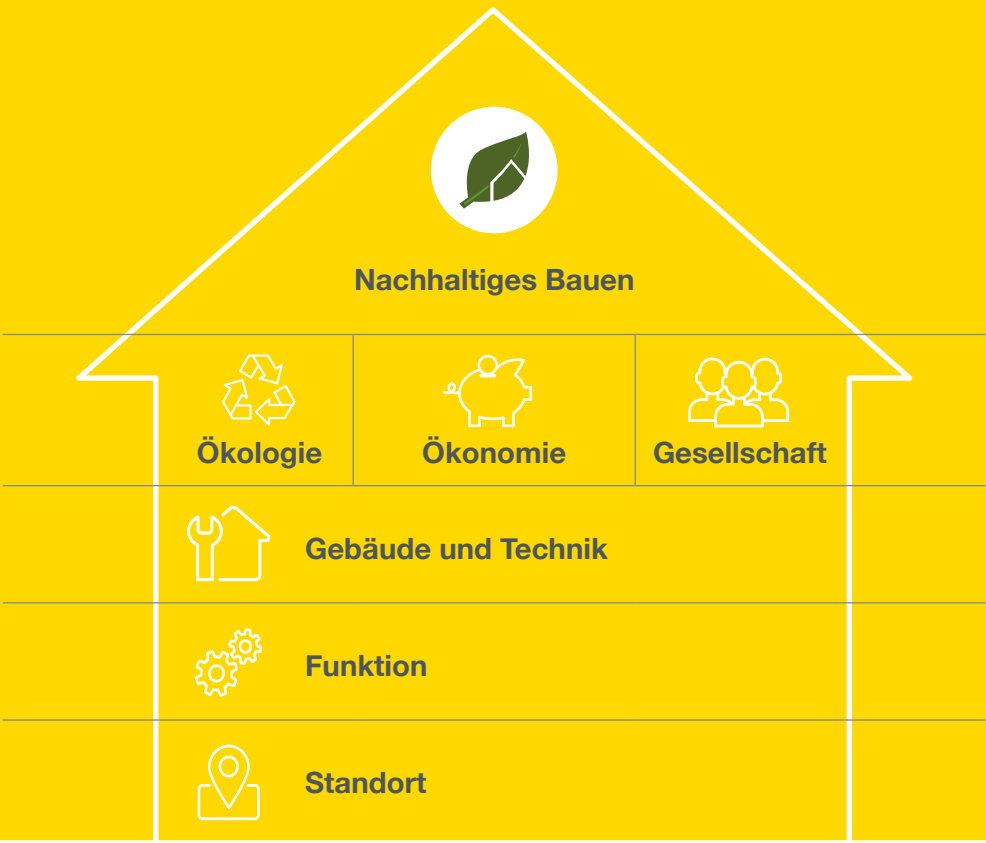 Nachhaltiges Bauen
Ökologie
Ökonomie
Gesellschaft
Gebäude und Technik
Funktion
Standort